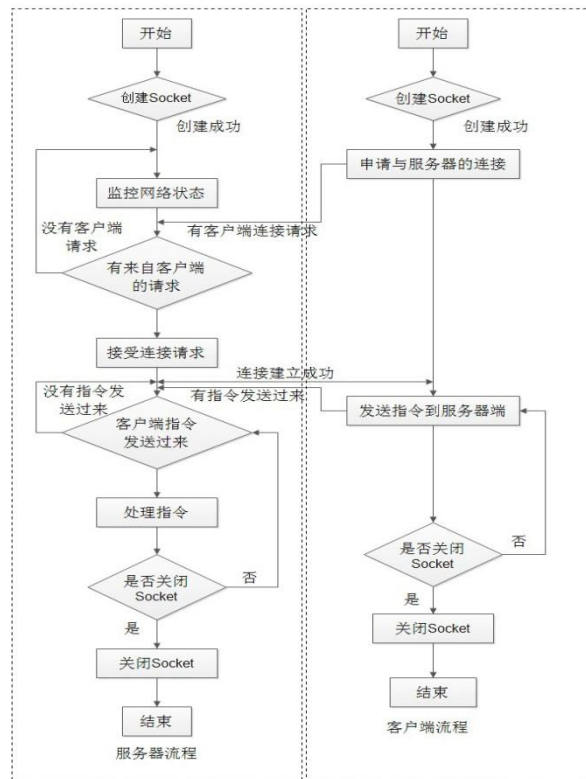 开始
创建Socket
创建成功
监控网络状态
没有客户端
请求
有来自客户端
的请求
接受连接请求
没有指令发
送过来
客户端指令
发送过来
处理指令
是否关闭
Socket
否
是
关闭Socket
结束
服务器流程
开始
创建Socket
创建成功
申请与服务器的连接
有客户端连接请求
连接建立成功
有指令发送过来
发送指令到服务器端
是否关闭
Socket
否
是
关闭Socket
结束
客户端流程